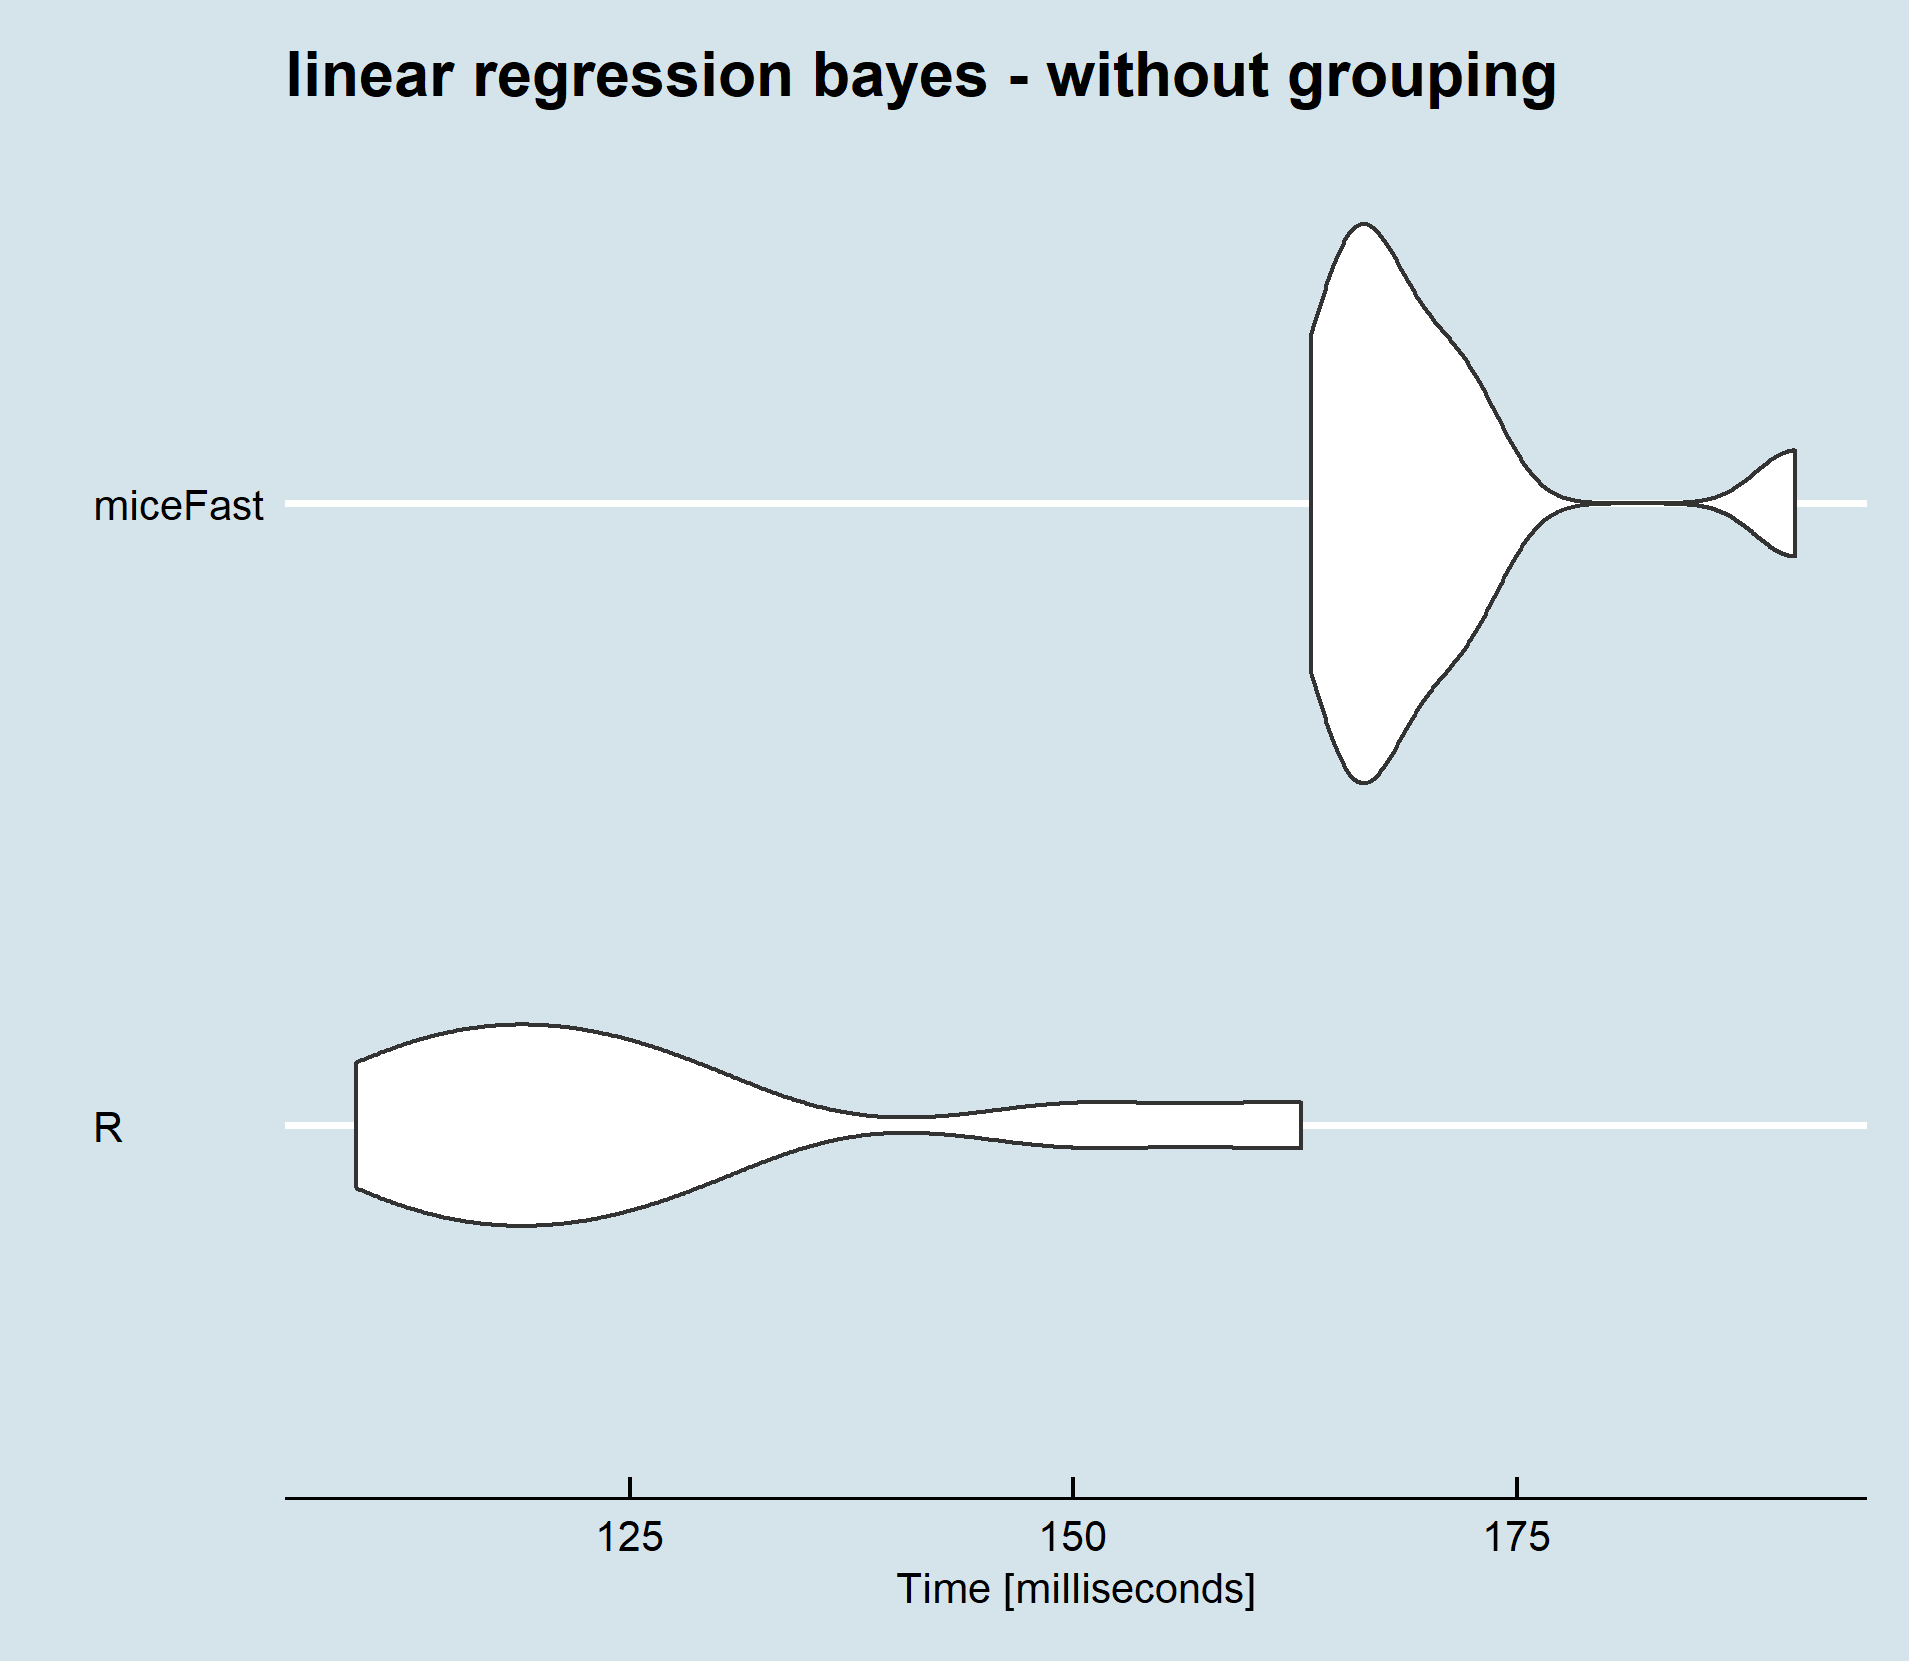 linear regression bayes - without grouping
miceFast
R
125 150 175
Time [milliseconds]